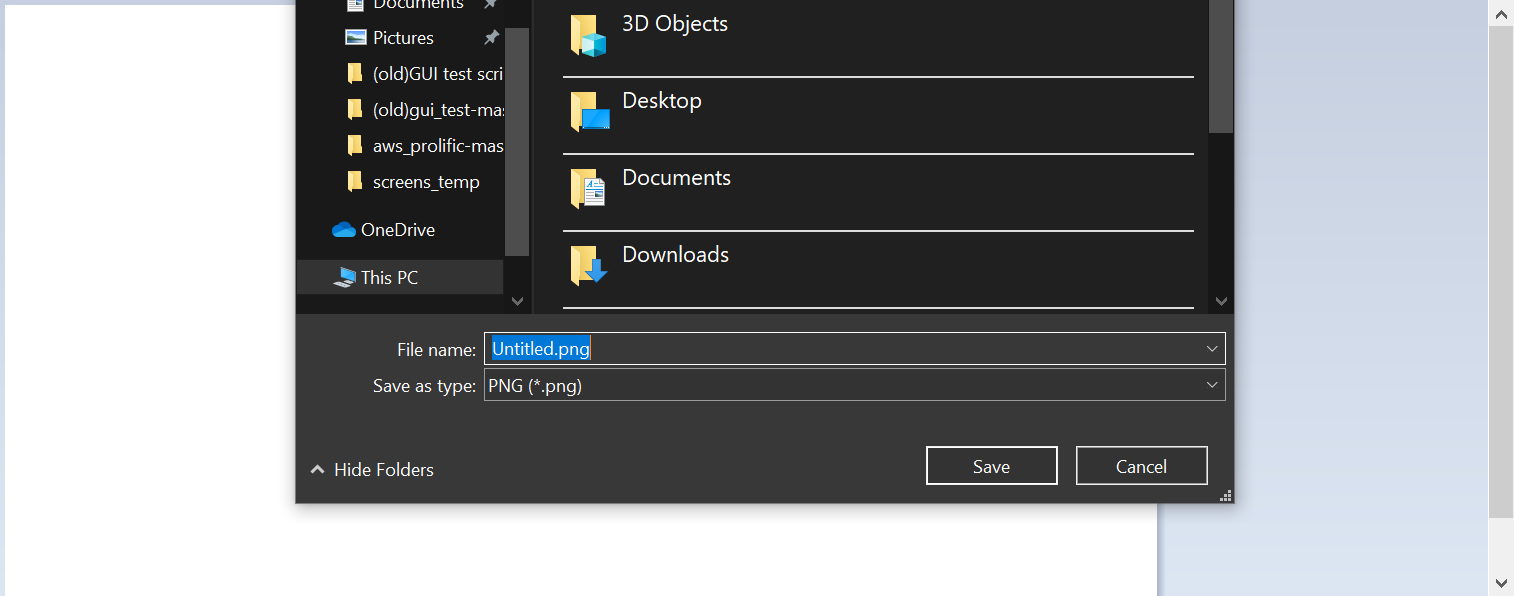 Documents
Pictures
(old)GUI test scri
(old)gui_test-mas
aws_prolific-mas
screens_temp
OneDrive
This PC
3D Objects
Desktop
Documents
Downloads
File name: Untitled.png
Save as type: PNG (*.png)
Hide Folders
Save
Cancel